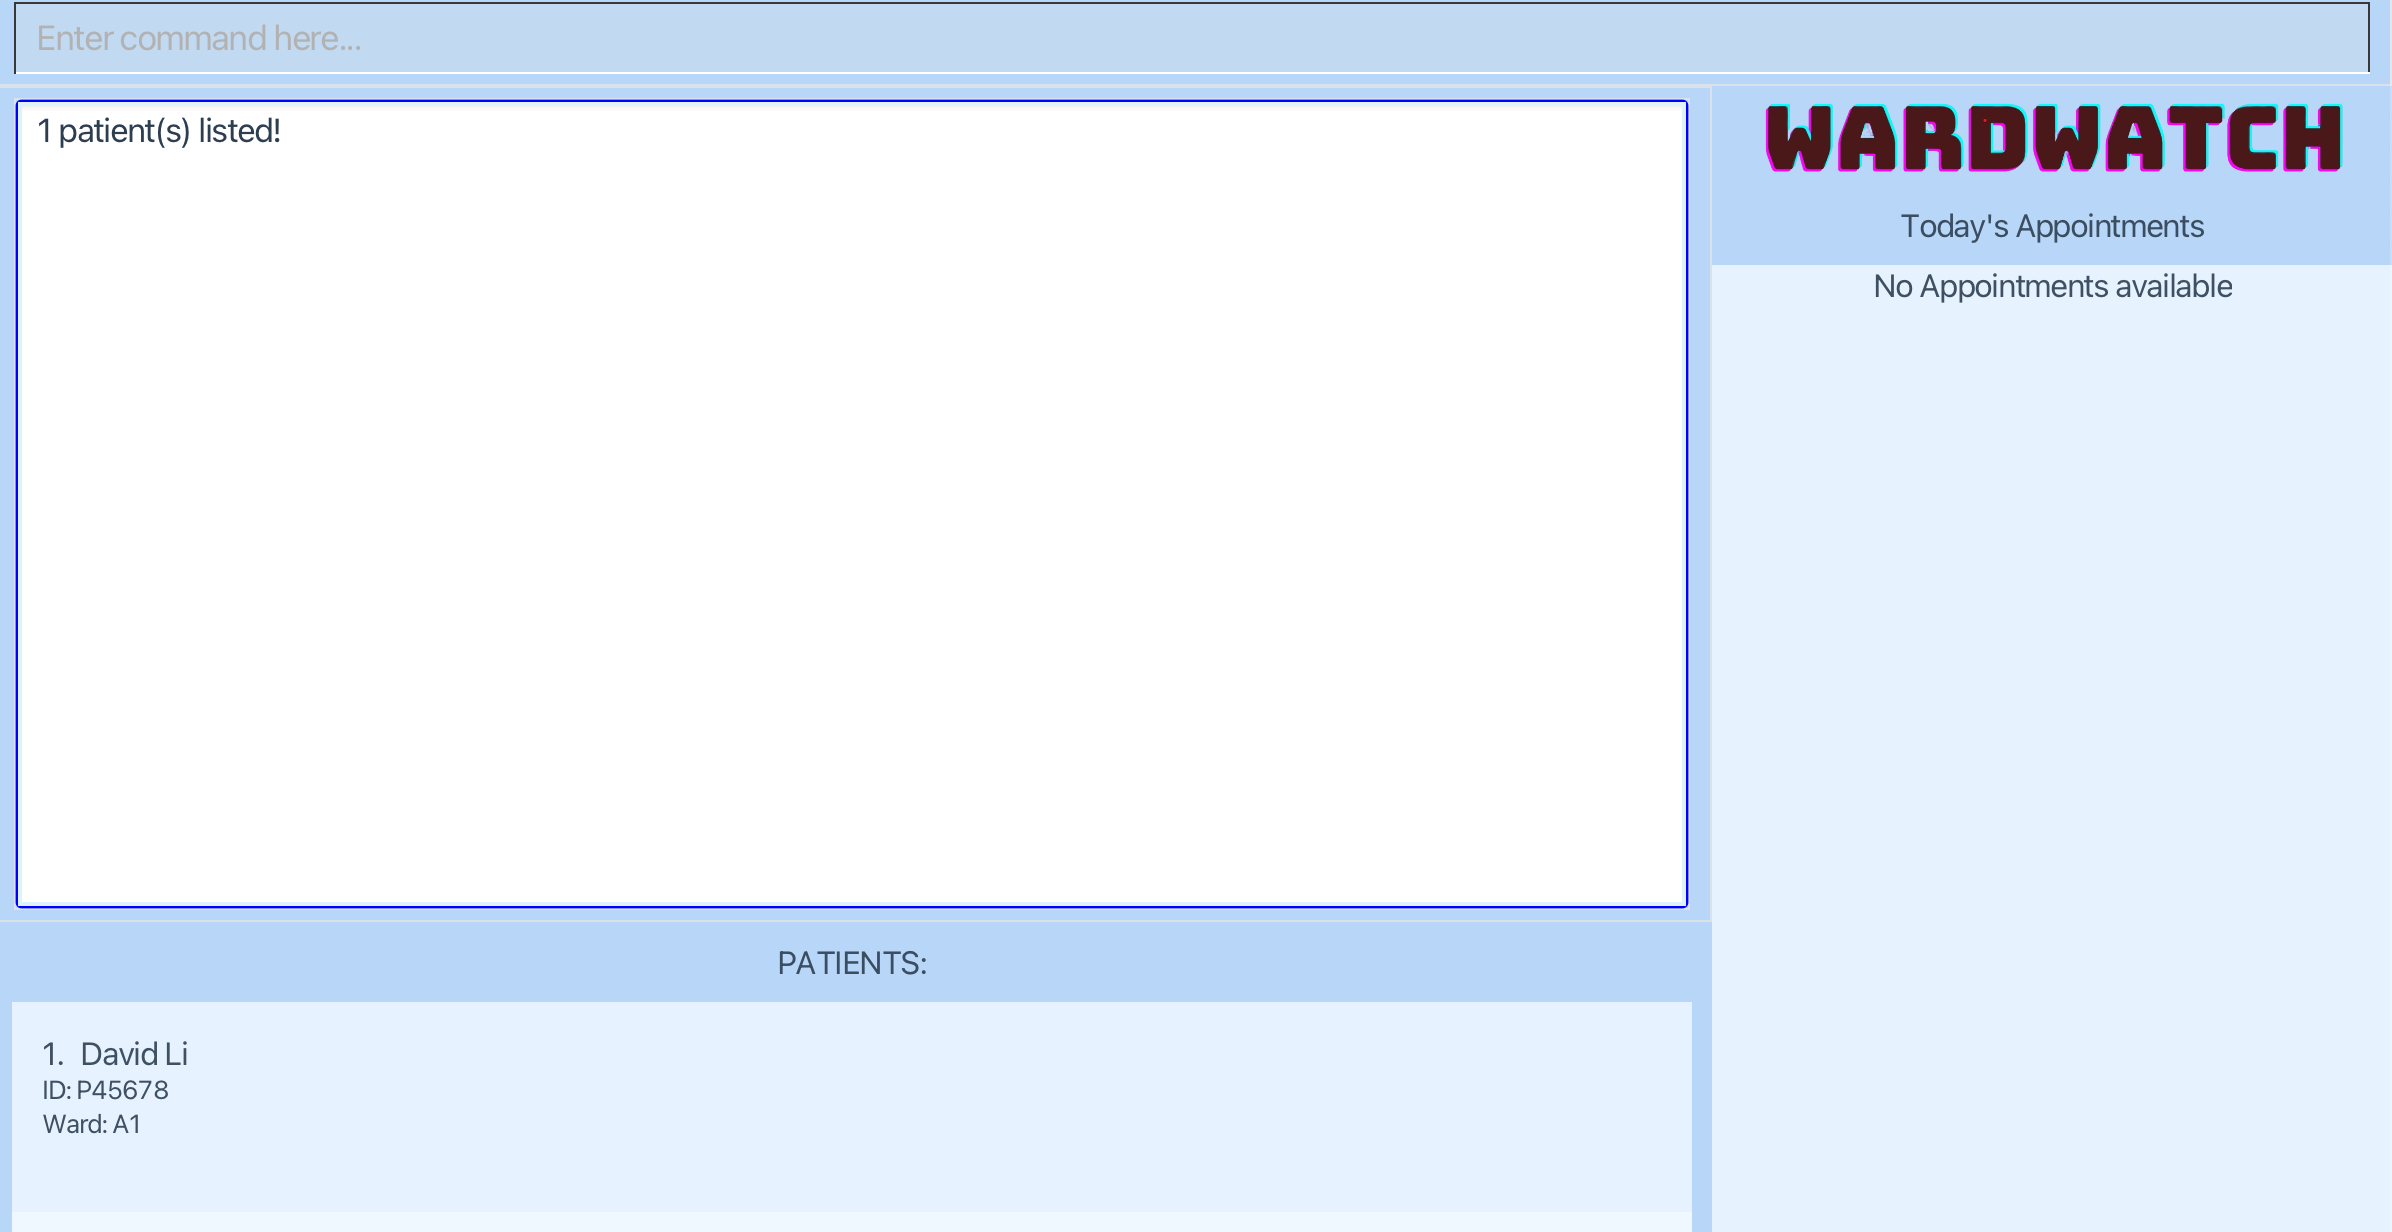 Enter command here...
1 patient(s) listed!
WARDWATCH
Today's Appointments
No Appointments available
PATIENTS:
1. David Li
ID: P45678
Ward: A1